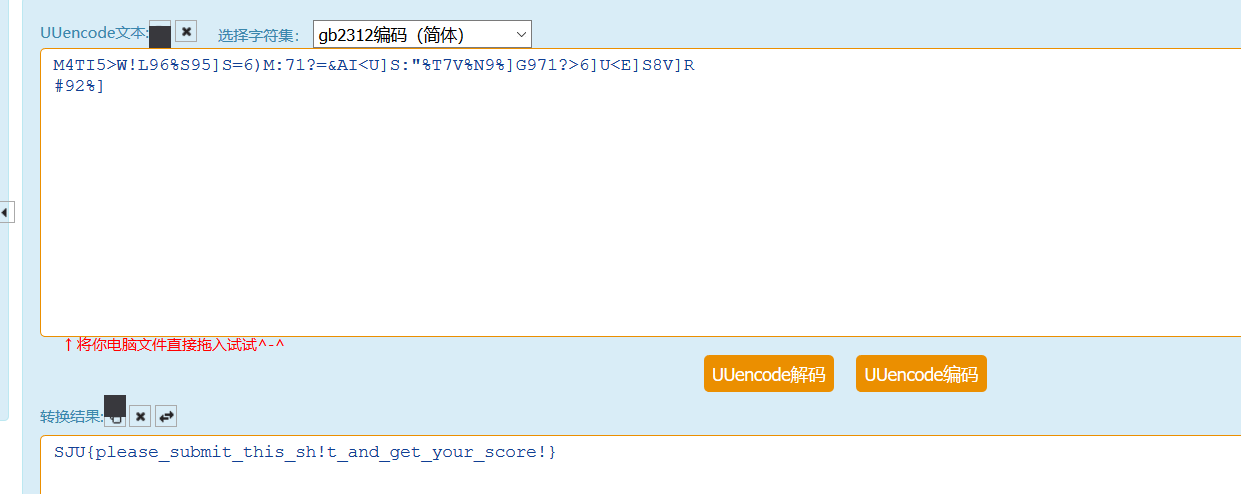 UUencode文本: 选择字符集： gb2312编码（简体）
M4TI5>W!L96%S95]S=6)M:71?=&AI<U]S:"%T7V%N9%]G971?>6]U<E]S8V]R
#92%]
↑将你电脑文件直接拖入试试^-^
UUencode解码 UUencode编码
转换结果:
SJU{please_submit_this_sh!t_and_get_your_score!}